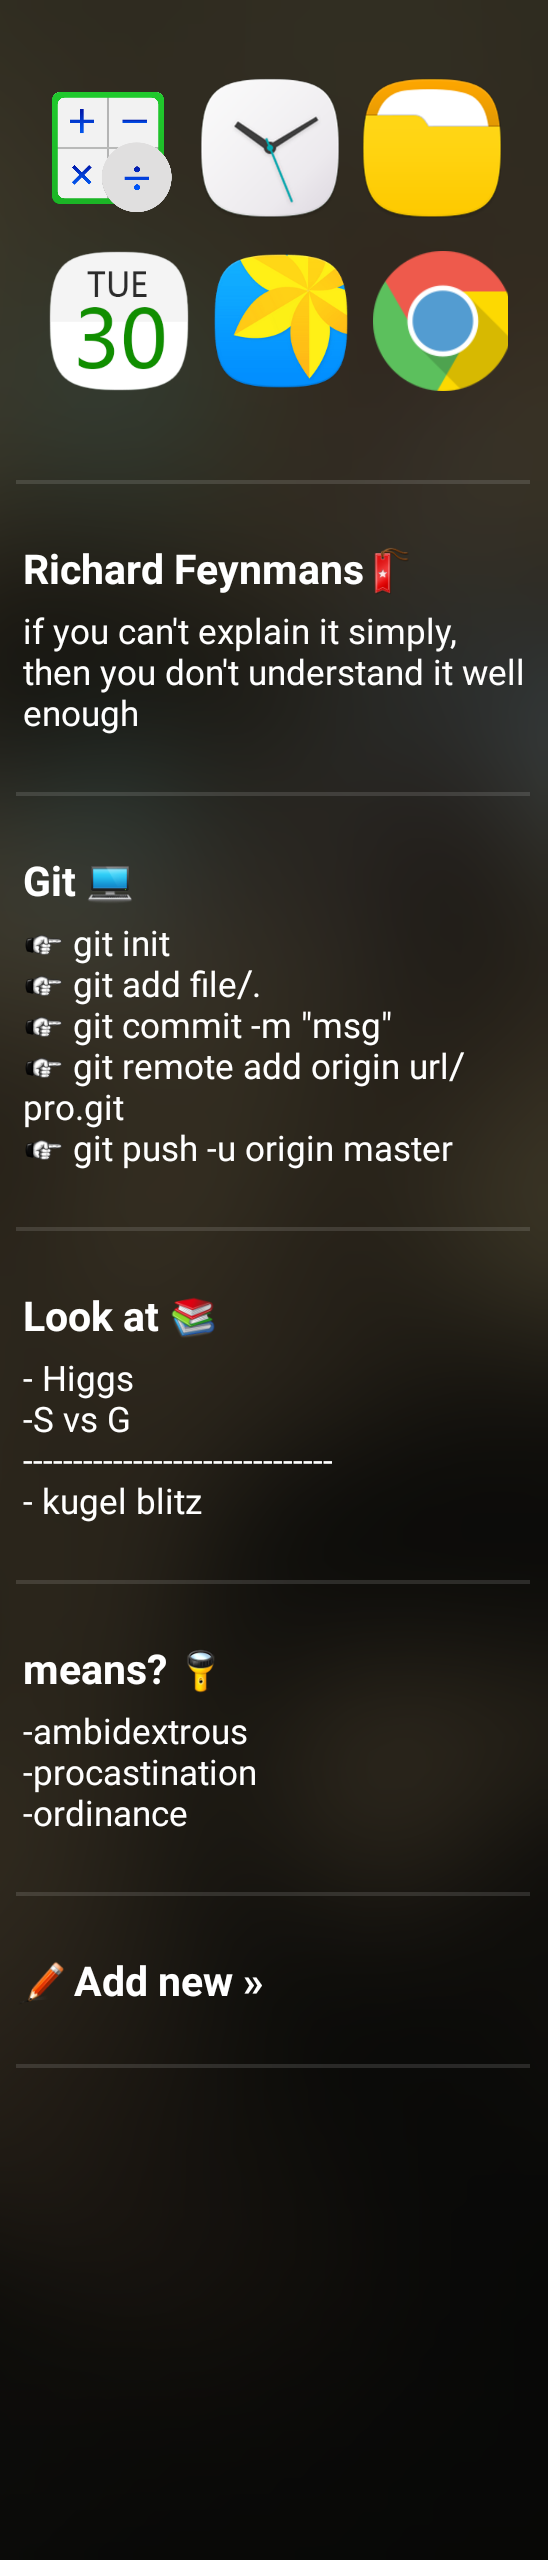 + −
× ÷
TUE
30
Richard Feynmans
if you can't explain it simply,
then you don't understand it well
enough
Git 💻
👉 git init
👉 git add file/.
👉 git commit -m "msg"
👉 git remote add origin url/
pro.git
👉 git push -u origin master
Look at 📚
- Higgs
-S vs G
-------------------------------
- kugel blitz
means? 🔦
-ambidextrous
-procastination
-ordinance
✏️ Add new »